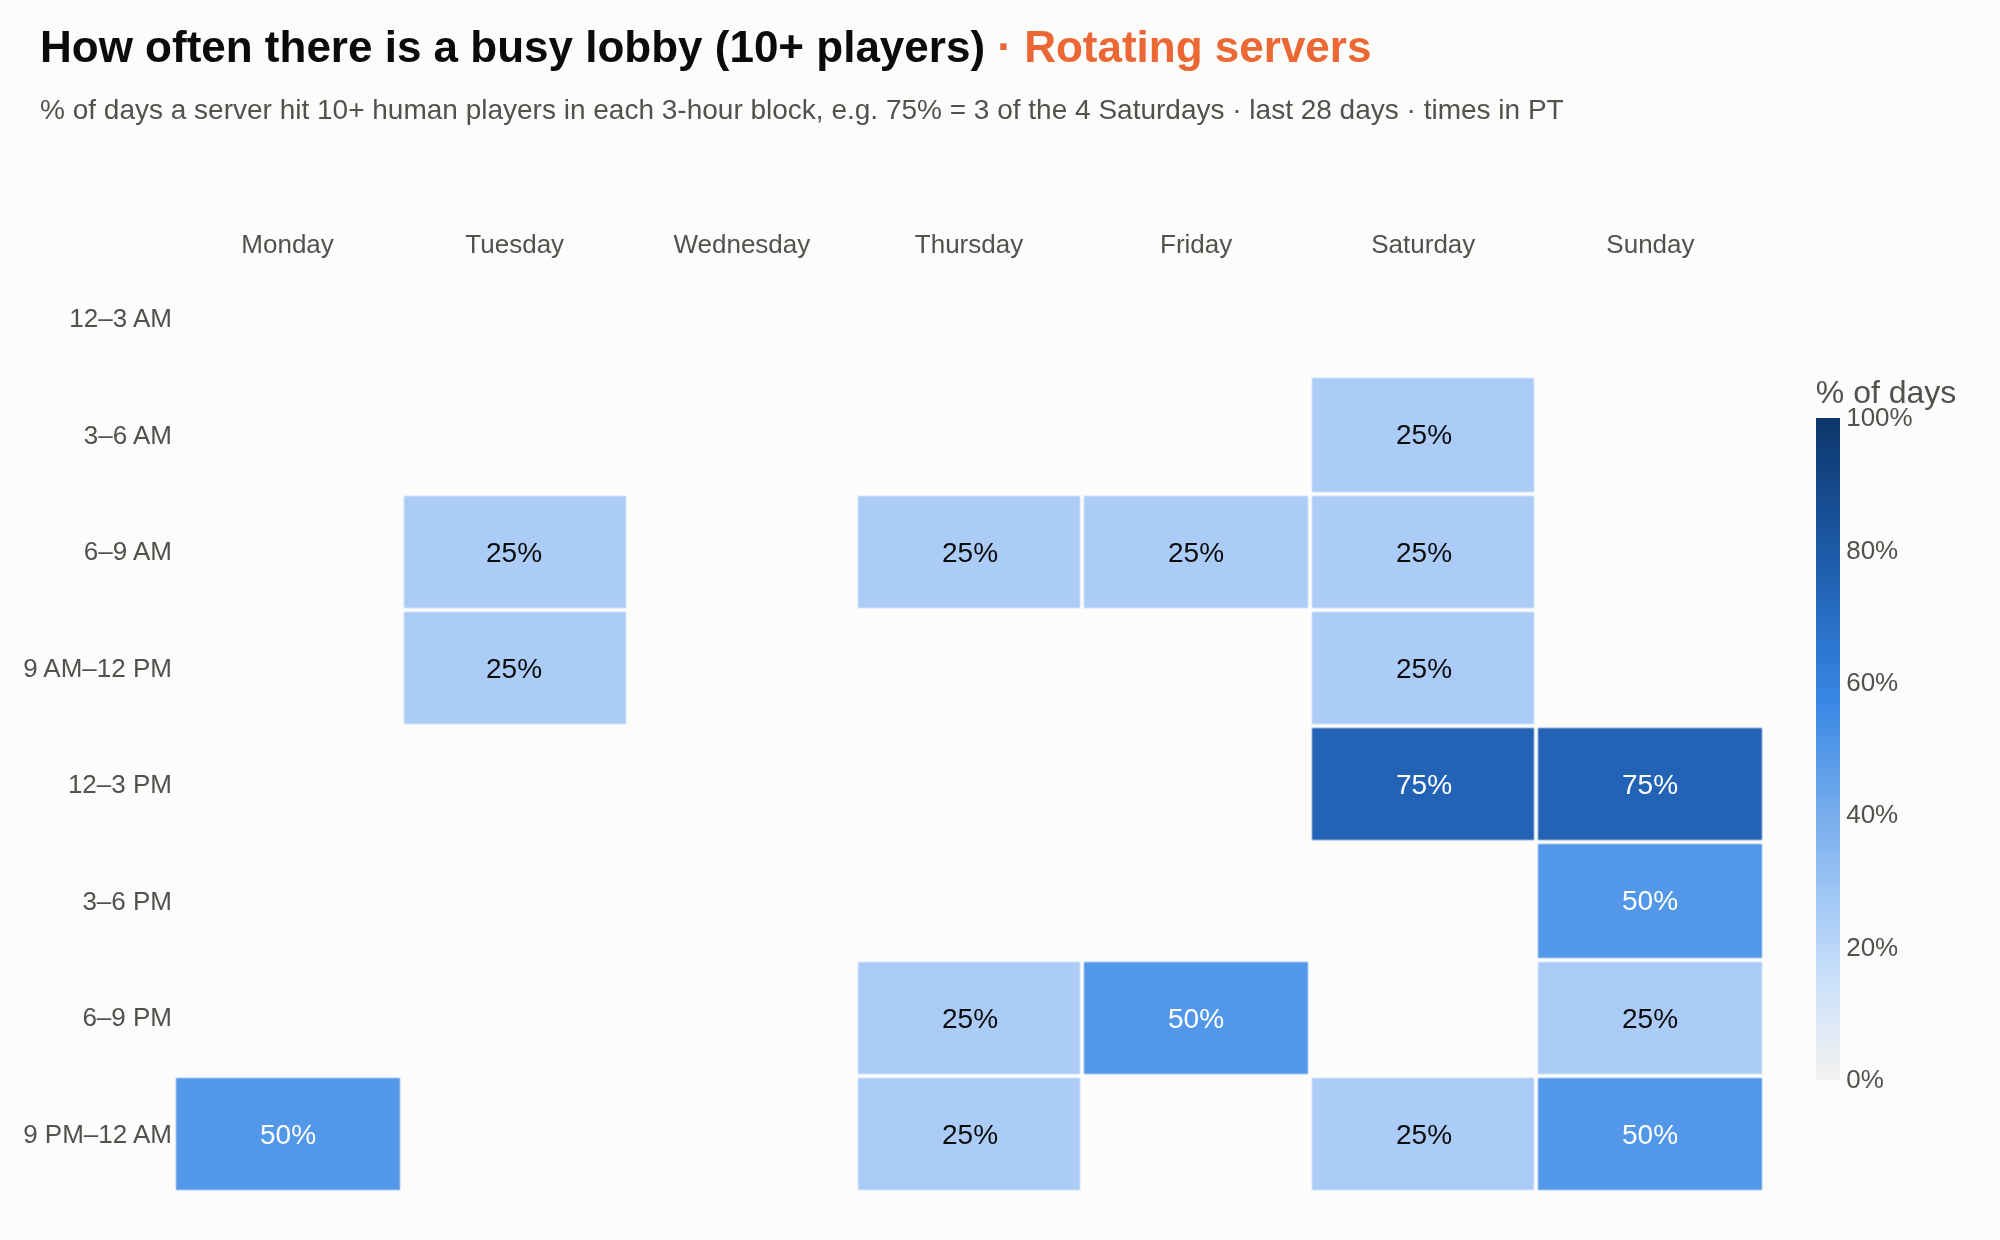 How often there is a busy lobby (10+ players) · Rotating servers
% of days a server hit 10+ human players in each 3-hour block, e.g. 75% = 3 of the 4 Saturdays · last 28 days · times in PT
Monday Tuesday Wednesday Thursday Friday Saturday Sunday
12–3 AM
% of days
100%
3–6 AM 25%
6–9 AM 25% 25% 25% 25%
80%
9 AM–12 PM 25% 25%
60%
12–3 PM 75% 75%
40%
3–6 PM 50%
20%
6–9 PM 25% 50% 25%
0%
9 PM–12 AM 50% 25% 25% 50%